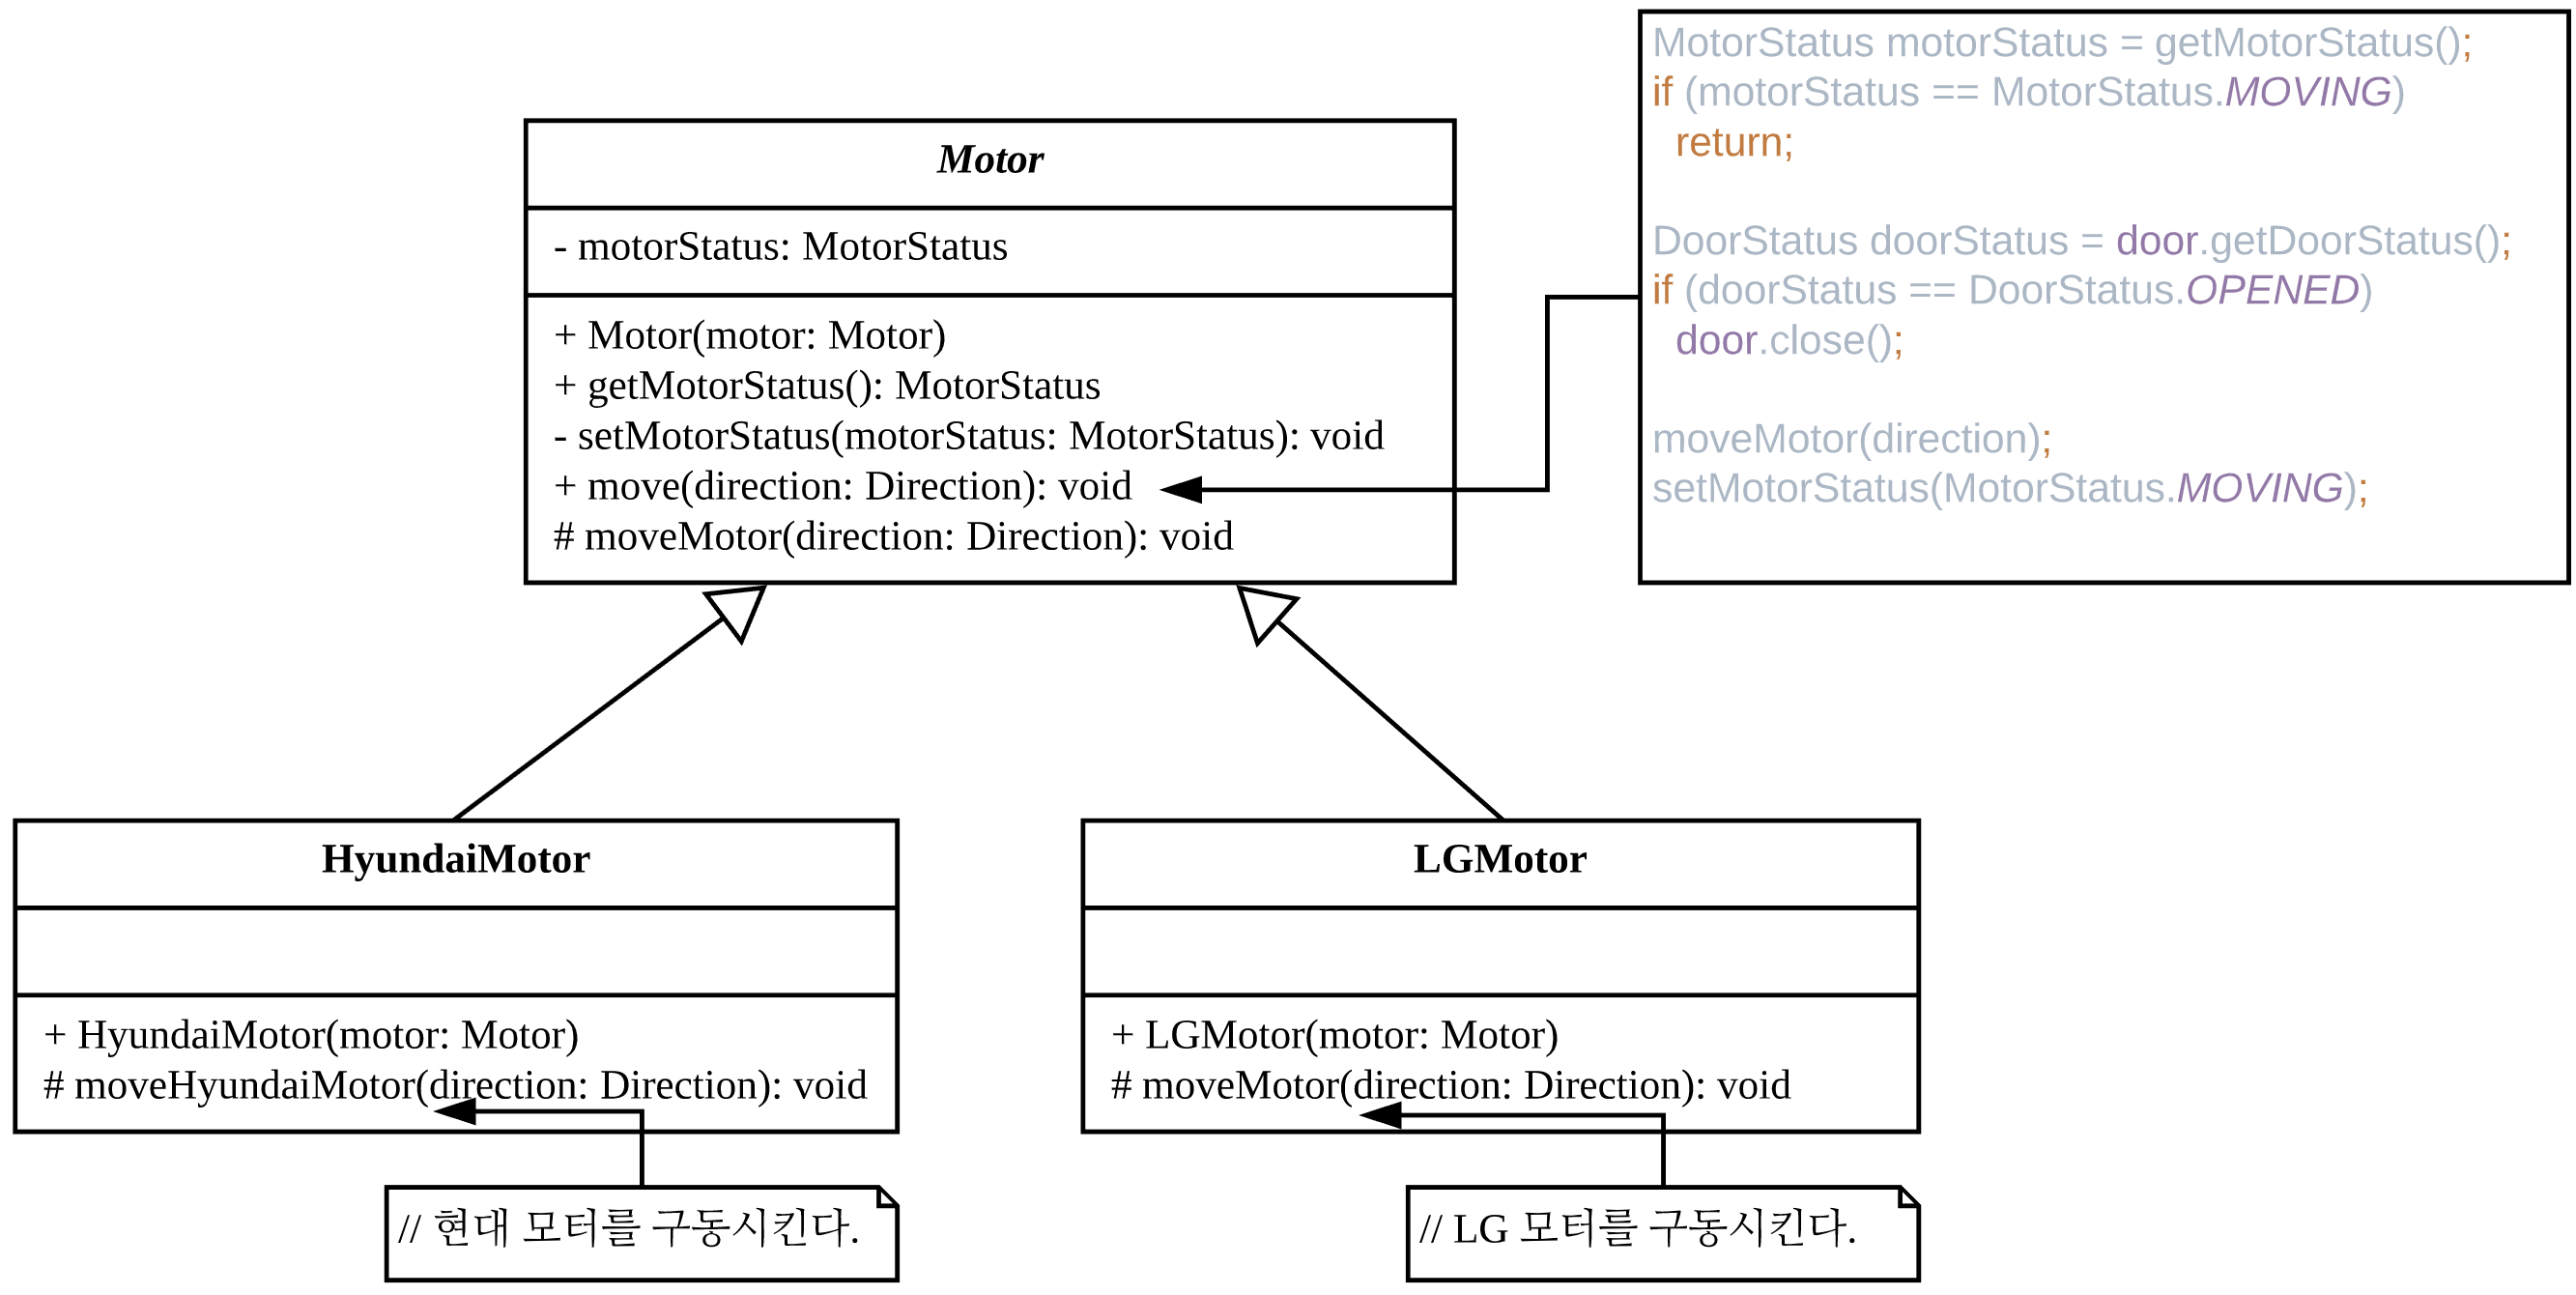 Motor
- motorStatus: MotorStatus
+ Motor(motor: Motor)
+ getMotorStatus(): MotorStatus
- setMotorStatus(motorStatus: MotorStatus): void
+ move(direction: Direction): void
# moveMotor(direction: Direction): void
MotorStatus motorStatus = getMotorStatus();
if (motorStatus == MotorStatus.MOVING)
return;
DoorStatus doorStatus = door.getDoorStatus();
if (doorStatus == DoorStatus.OPENED)
door.close();
moveMotor(direction);
setMotorStatus(MotorStatus.MOVING);
HyundaiMotor
+ HyundaiMotor(motor: Motor)
# moveHyundaiMotor(direction: Direction): void
// 현대 모터를 구동시킨다.
LGMotor
+ LGMotor(motor: Motor)
# moveMotor(direction: Direction): void
// LG 모터를 구동시킨다.